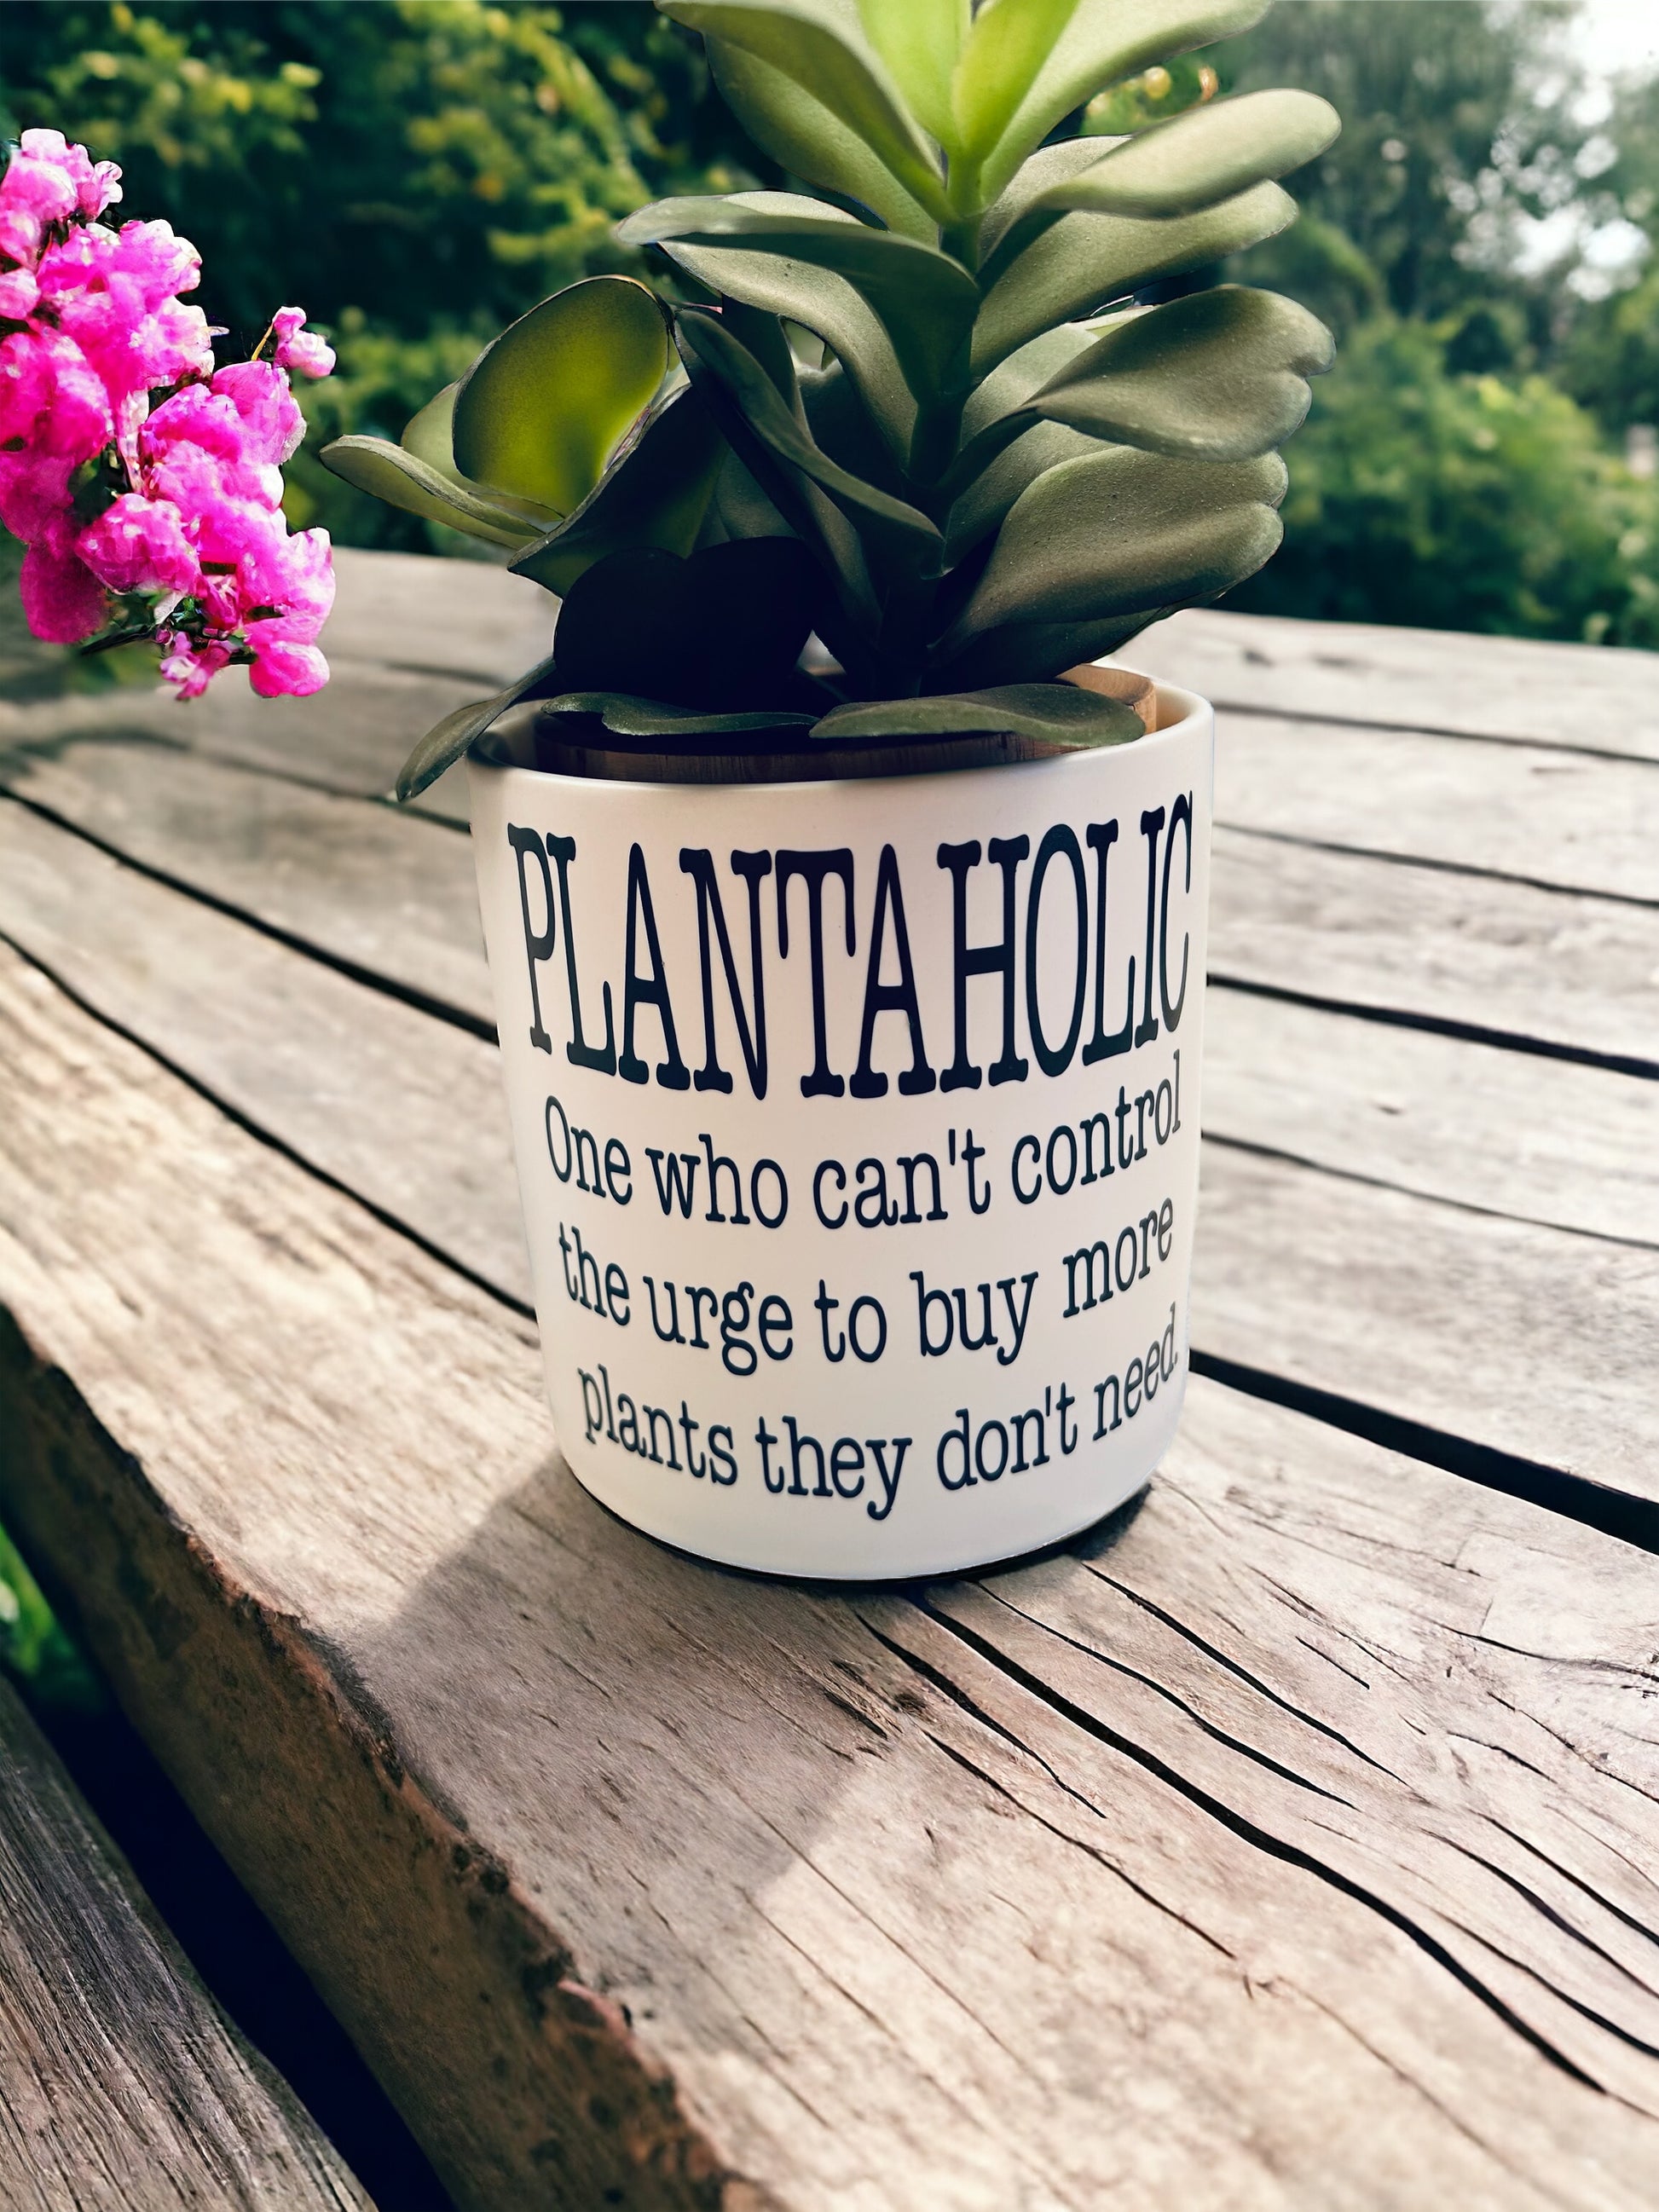 PLANTAHOLIC
One who can't control
the urge to buy more
plants they don't need.